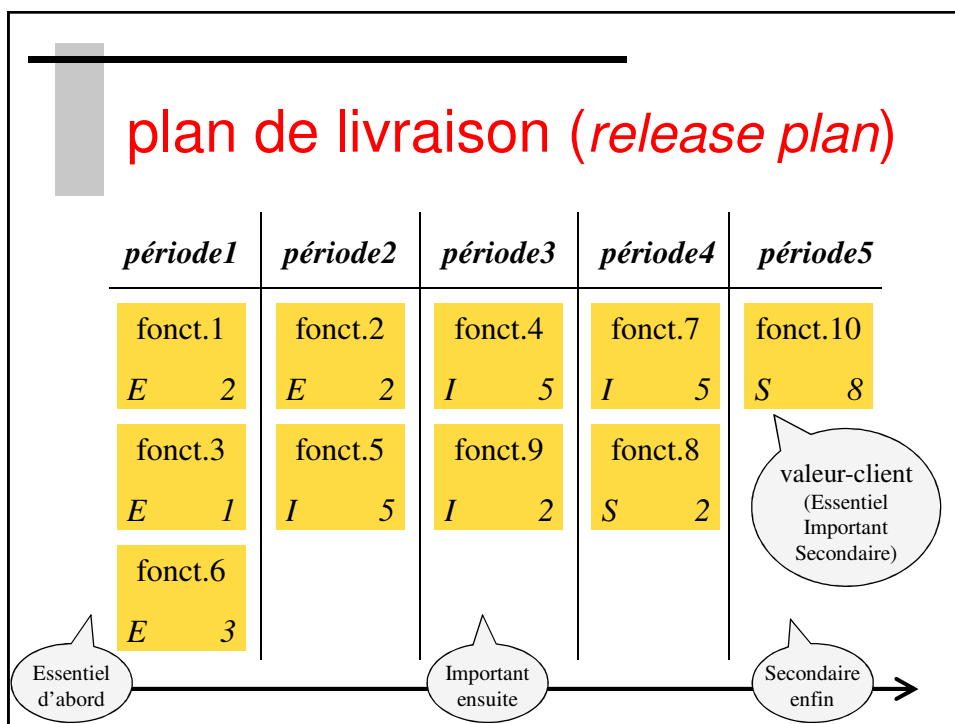 plan de livraison (release plan)
période1 période2 période3 période4 période5
fonct.1 fonct.2 fonct.4 fonct.7 fonct.10
E 2 E 2 I 5 I 5 S 8
fonct.3 fonct.5 fonct.9 fonct.8
E 1 I 5 I 2 S 2
valeur-client
(Essentiel
Important
Secondaire)
fonct.6
E 3
Essentiel
d'abord
Important
ensuite
Secondaire
enfin